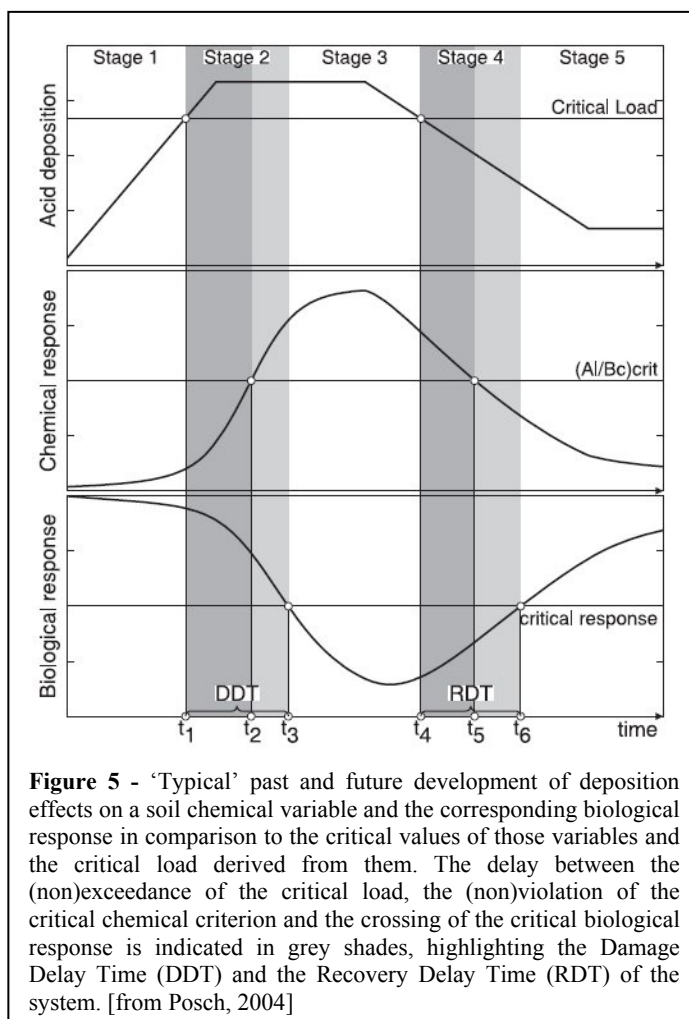 Stage 1 Stage 2 Stage 3 Stage 4 Stage 5
Acid deposition
Critical Load
Chemical response
(Al/Bc)crit
Biological response
critical response
DDT RDT
t1 t2 t3 t4 t5 t6 time
Figure 5 - ‘Typical’ past and future development of deposition
effects on a soil chemical variable and the corresponding biological
response in comparison to the critical values of those variables and
the critical load derived from them. The delay between the
(non)exceedance of the critical load, the (non)violation of the
critical chemical criterion and the crossing of the critical biological
response is indicated in grey shades, highlighting the Damage
Delay Time (DDT) and the Recovery Delay Time (RDT) of the
system. [from Posch, 2004]